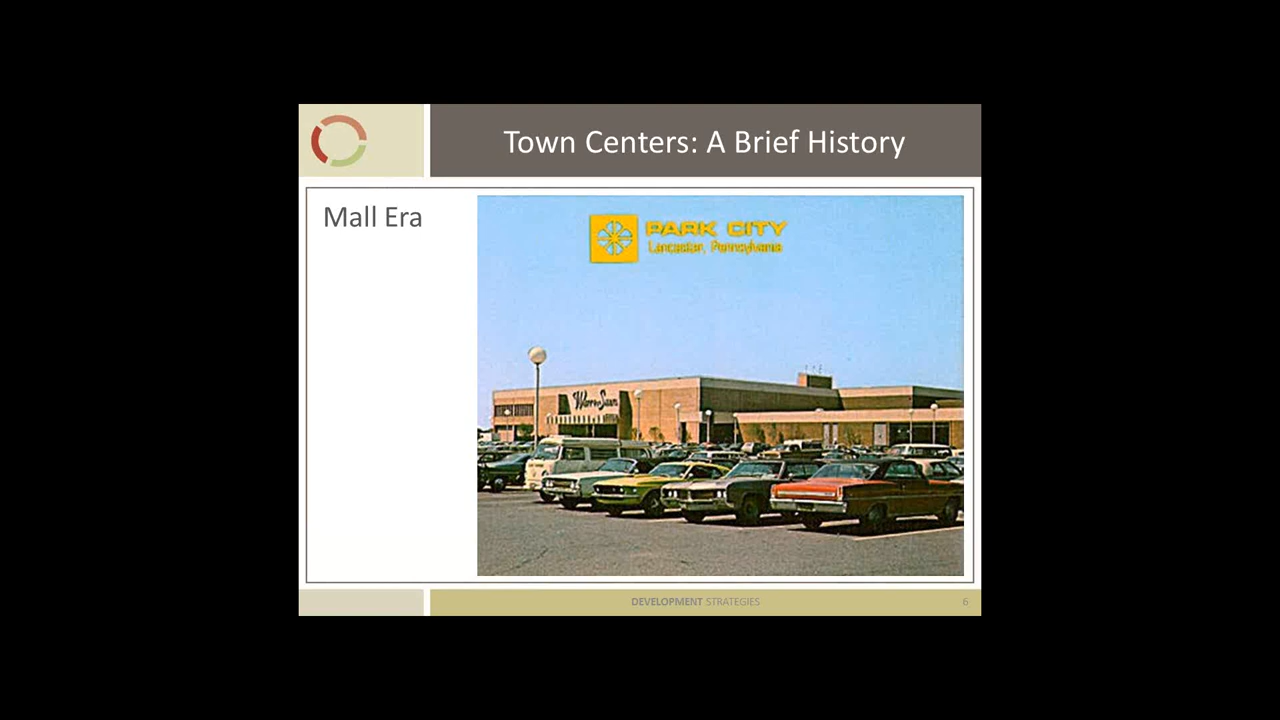 Town Centers: A Brief History
Mall Era
PARK CITY
Lancaster, Pennsylvania
DEVELOPMENT STRATEGIES
6